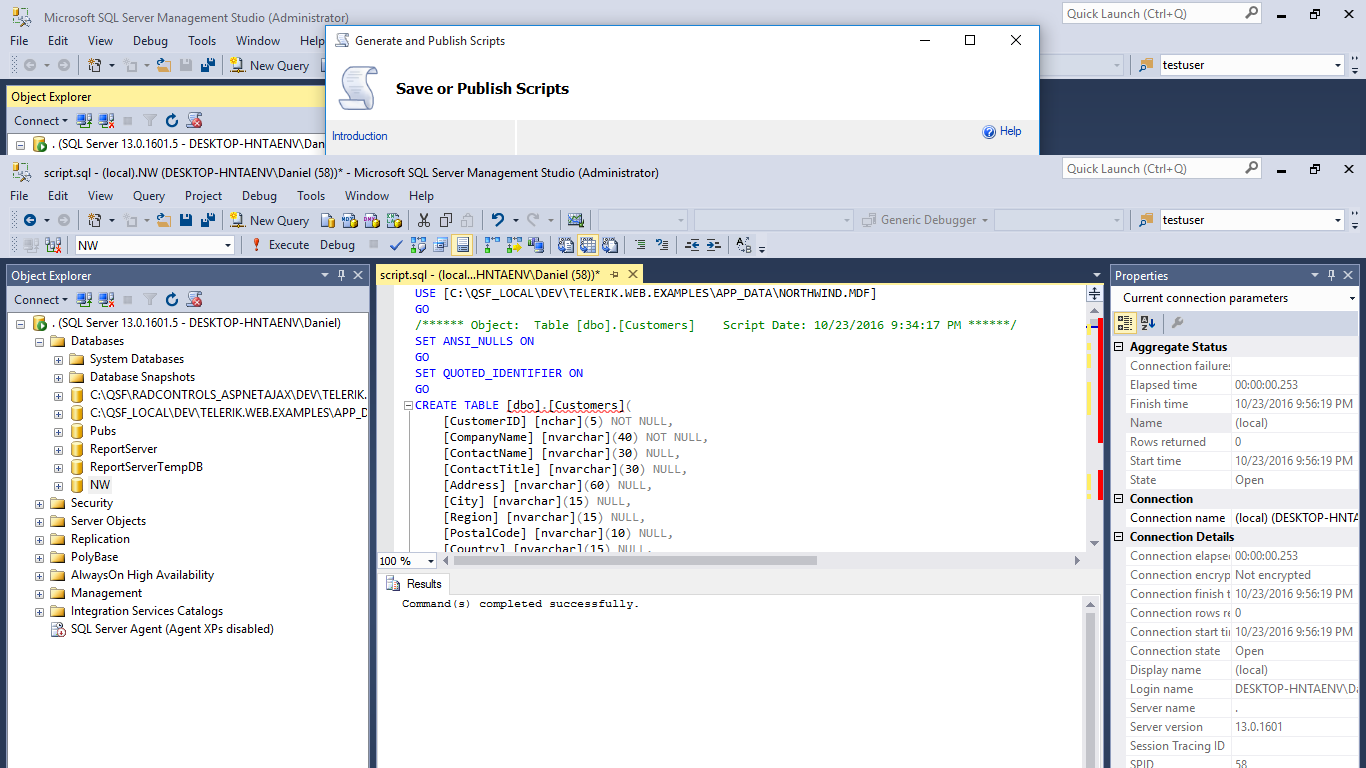 Microsoft SQL Server Management Studio (Administrator)
Quick Launch (Ctrl+Q)
File Edit View Debug Tools Window Help
Generate and Publish Scripts
New Query
testuser
Save or Publish Scripts
Object Explorer
Connect
Introduction
Help
. (SQL Server 13.0.1601.5 - DESKTOP-HNTAENV\Dan
script.sql - (local).NW (DESKTOP-HNTAENV\Daniel (58))* - Microsoft SQL Server Management Studio (Administrator)
Quick Launch (Ctrl+Q)
File Edit View Query Project Debug Tools Window Help
New Query
Generic Debugger
testuser
NW
Execute Debug
Object Explorer
Connect
. (SQL Server 13.0.1601.5 - DESKTOP-HNTAENV\Daniel)
Databases
System Databases
Database Snapshots
C:\QSF\RADCONTROLS_ASPNETAJAX\DEV\TELERIK.
C:\QSF_LOCAL\DEV\TELERIK.WEB.EXAMPLES\APP_D
Pubs
ReportServer
ReportServerTempDB
NW
Security
Server Objects
Replication
PolyBase
AlwaysOn High Availability
Management
Integration Services Catalogs
SQL Server Agent (Agent XPs disabled)
script.sql - (local...HNTAENV\Daniel (58))*
USE [C:\QSF_LOCAL\DEV\TELERIK.WEB.EXAMPLES\APP_DATA\NORTHWIND.MDF]
GO
/****** Object:  Table [dbo].[Customers]    Script Date: 10/23/2016 9:34:17 PM ******/
SET ANSI_NULLS ON
GO
SET QUOTED_IDENTIFIER ON
GO
CREATE TABLE [dbo].[Customers](
[CustomerID] [nchar](5) NOT NULL,
[CompanyName] [nvarchar](40) NOT NULL,
[ContactName] [nvarchar](30) NULL,
[ContactTitle] [nvarchar](30) NULL,
[Address] [nvarchar](60) NULL,
[City] [nvarchar](15) NULL,
[Region] [nvarchar](15) NULL,
[PostalCode] [nvarchar](10) NULL,
[Country] [nvarchar](15) NULL,
100 %
Results
Command(s) completed successfully.
Properties
Current connection parameters
Aggregate Status
Connection failures
Elapsed time 00:00:00.253
Finish time 10/23/2016 9:56:19 PM
Name (local)
Rows returned 0
Start time 10/23/2016 9:56:19 PM
State Open
Connection
Connection name (local) (DESKTOP-HNTA
Connection Details
Connection elapse 00:00:00.253
Connection encryp Not encrypted
Connection finish t 10/23/2016 9:56:19 PM
Connection rows re 0
Connection start ti 10/23/2016 9:56:19 PM
Connection state Open
Display name (local)
Login name DESKTOP-HNTAENV\Da
Server name .
Server version 13.0.1601
Session Tracing ID
SPID 58